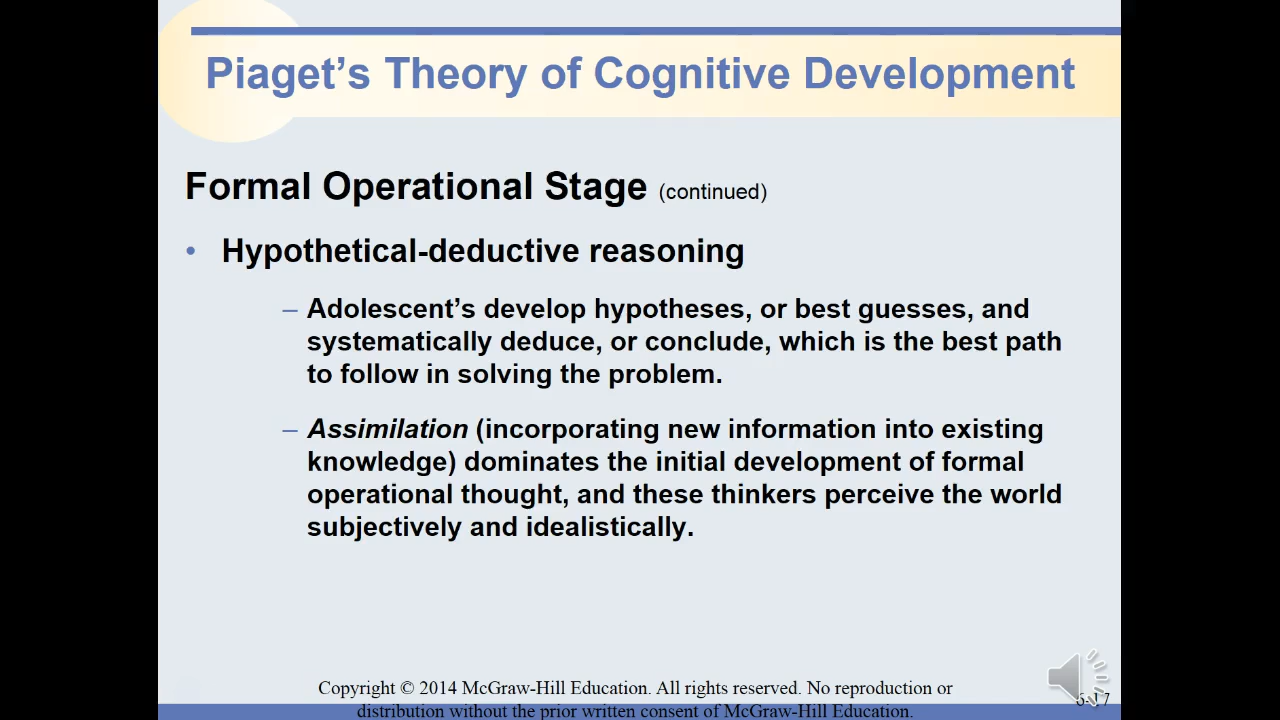 Piaget’s Theory of Cognitive Development
Formal Operational Stage (continued)
• Hypothetical-deductive reasoning
– Adolescent’s develop hypotheses, or best guesses, and
systematically deduce, or conclude, which is the best path
to follow in solving the problem.
– Assimilation (incorporating new information into existing
knowledge) dominates the initial development of formal
operational thought, and these thinkers perceive the world
subjectively and idealistically.
Copyright © 2014 McGraw-Hill Education. All rights reserved. No reproduction or
distribution without the prior written consent of McGraw-Hill Education.
6-17